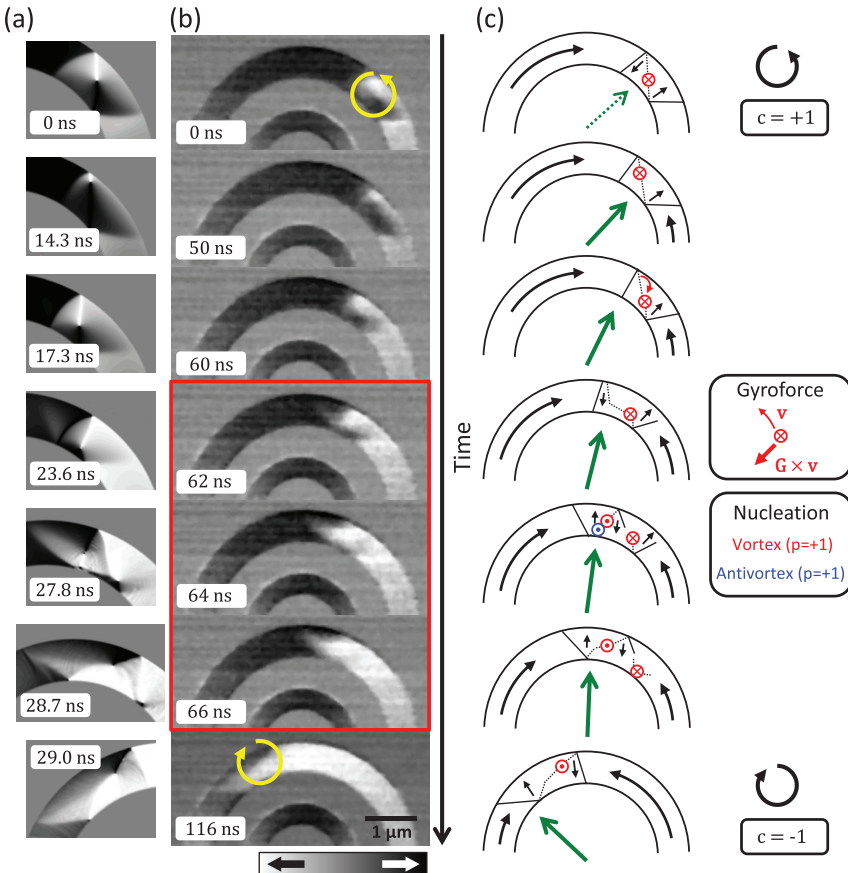 (a)
(b)
(c)
0 ns
14.3 ns
17.3 ns
23.6 ns
27.8 ns
28.7 ns
29.0 ns
0 ns
50 ns
60 ns
62 ns
64 ns
66 ns
116 ns
1 µm
Time
c = +1
Gyroforce
v
G × v
Nucleation
Vortex (p=+1)
Antivortex (p=+1)
c = -1